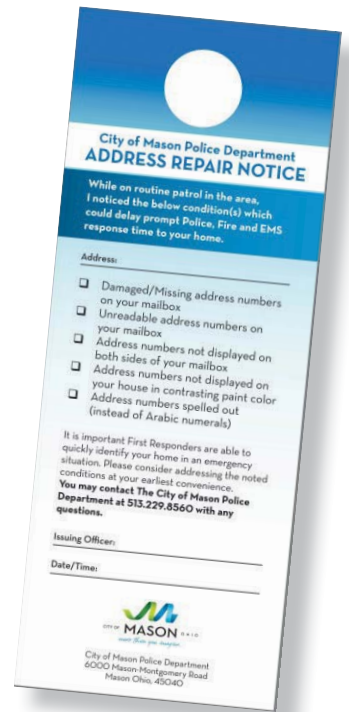 City of Mason Police Department
ADDRESS REPAIR NOTICE
While on routine patrol in the area,
I noticed the below condition(s) which
could delay prompt Police, Fire and EMS
response time to your home.
Address:
❑ Damaged/Missing address numbers
on your mailbox
❑ Unreadable address numbers on
your mailbox
❑ Address numbers not displayed on
both sides of your mailbox
❑ Address numbers not displayed on
your house in contrasting paint color
❑ Address numbers spelled out
(instead of Arabic numerals)
It is important First Responders are able to
quickly identify your home in an emergency
situation. Please consider addressing the noted
conditions at your earliest convenience.
You may contact The City of Mason Police
Department at 513.229.8560 with any
questions.
Issuing Officer:
Date/Time:
CITY OF MASON OHIO
more than you imagine
City of Mason Police Department
6000 Mason-Montgomery Road
Mason Ohio, 45040